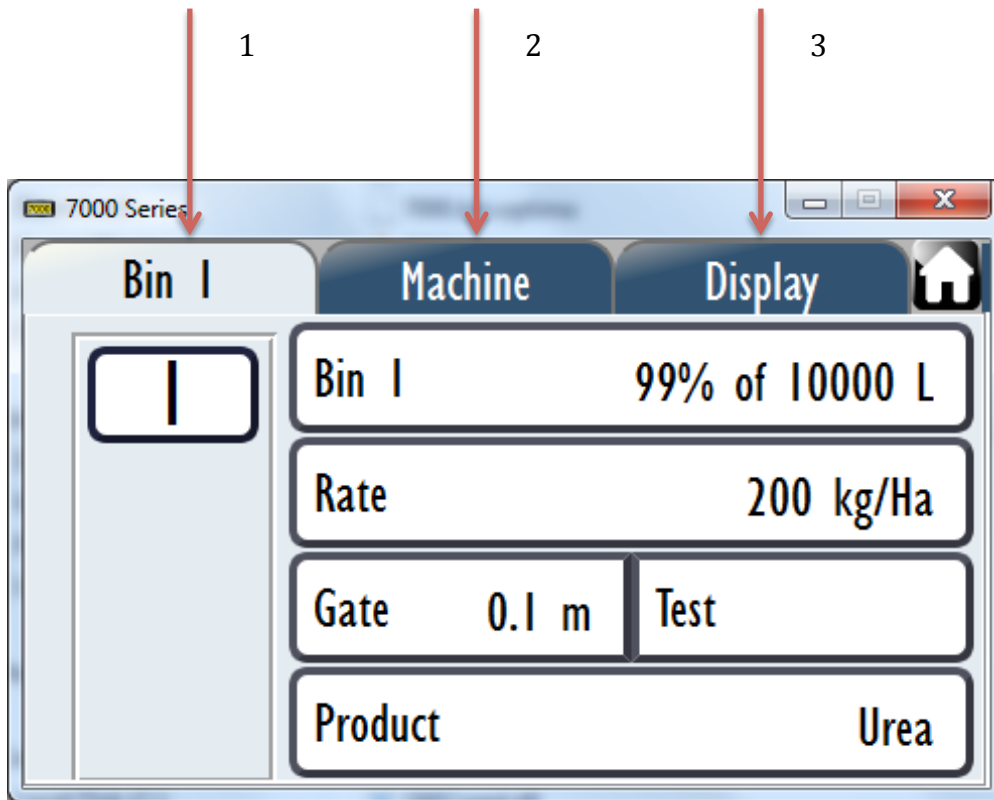 1 2 3
7000 Series
Bin 1 Machine Display
1
Bin 1 99% of 10000 L
Rate 200 kg/Ha
Gate 0.1 m Test
Product Urea